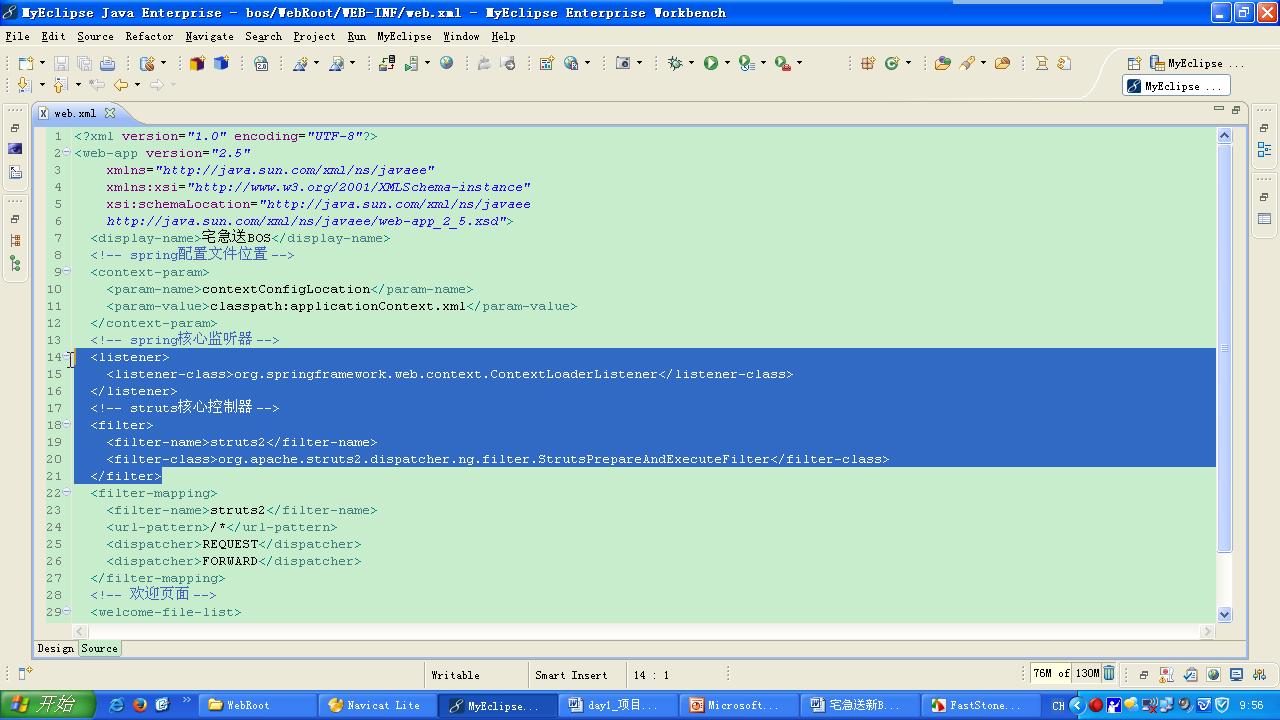 MyEclipse Java Enterprise - bos/WebRoot/WEB-INF/web.xml - MyEclipse Enterprise Workbench
File Edit Source Refactor Navigate Search Project Run MyEclipse Window Help
MyEclipse ...
MyEclipse ...
web.xml
1 <?xml version="1.0" encoding="UTF-8"?>
2 <web-app version="2.5"
3 xmlns="http://java.sun.com/xml/ns/javaee"
4 xmlns:xsi="http://www.w3.org/2001/XMLSchema-instance"
5 xsi:schemaLocation="http://java.sun.com/xml/ns/javaee
6 http://java.sun.com/xml/ns/javaee/web-app_2_5.xsd">
7 <display-name>宅急送BOS</display-name>
8 <!-- spring配置文件位置 -->
9 <context-param>
10 <param-name>contextConfigLocation</param-name>
11 <param-value>classpath:applicationContext.xml</param-value>
12 </context-param>
13 <!-- spring核心监听器 -->
14 <listener>
15 <listener-class>org.springframework.web.context.ContextLoaderListener</listener-class>
16 </listener>
17 <!-- struts核心控制器 -->
18 <filter>
19 <filter-name>struts2</filter-name>
20 <filter-class>org.apache.struts2.dispatcher.ng.filter.StrutsPrepareAndExecuteFilter</filter-class>
21 </filter>
22 <filter-mapping>
23 <filter-name>struts2</filter-name>
24 <url-pattern>/*</url-pattern>
25 <dispatcher>REQUEST</dispatcher>
26 <dispatcher>FORWARD</dispatcher>
27 </filter-mapping>
28 <!-- 欢迎页面 -->
29 <welcome-file-list>
Design Source
Writable Smart Insert 14 : 1 76M of 130M
开始 WebRoot Navicat Lite MyEclipse... day1_项目... Microsoft... 宅急送新B... FastStone... CH 9:56